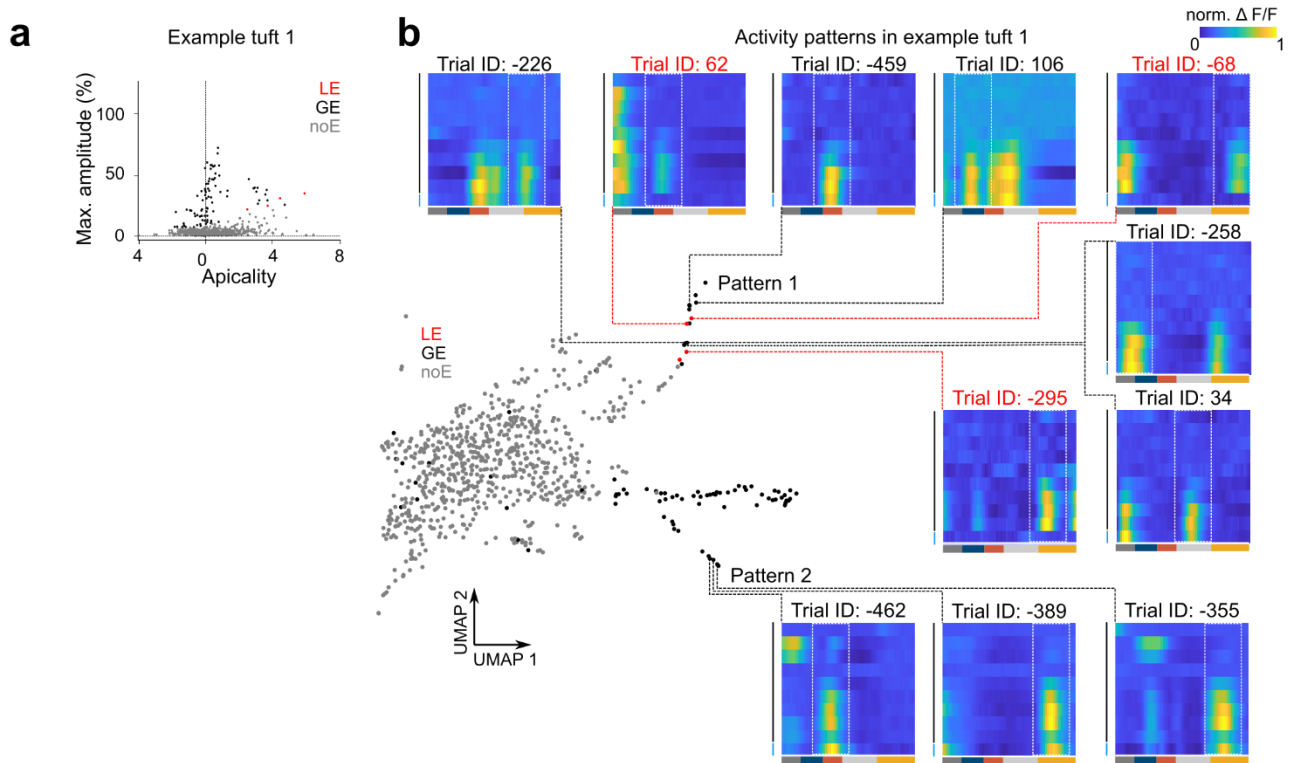 a
Example tuft 1
LE
GE
noE
Max. amplitude (%)
100
50
0
4 0 4 8
Apicality
b
Activity patterns in example tuft 1
norm. Δ F/F
0 1
Trial ID: -226
Trial ID: 62
Trial ID: -459
Trial ID: 106
Trial ID: -68
Trial ID: -258
Pattern 1
LE
GE
noE
Trial ID: -295
Trial ID: 34
Pattern 2
UMAP 2
UMAP 1
Trial ID: -462
Trial ID: -389
Trial ID: -355